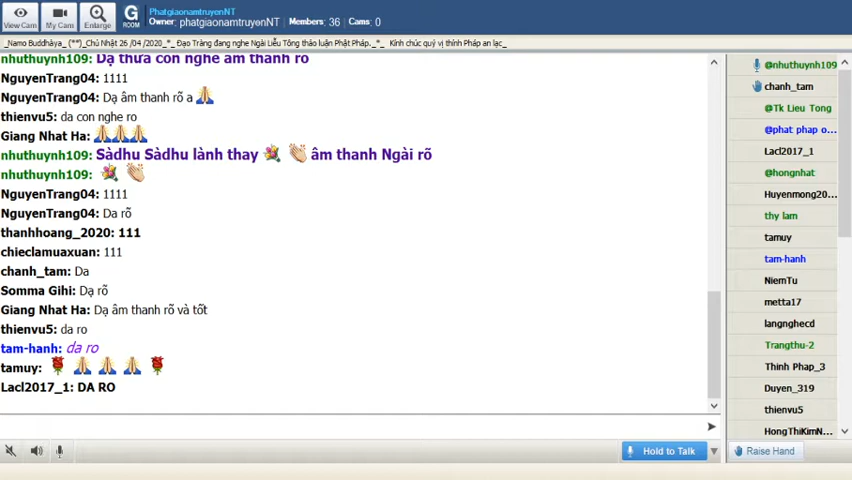 View Cam
My Cam
Enlarge
G
ROOM
PhatgiaonamtruyenNT
Owner: phatgiaonamtruyenNT Members: 36 Cams: 0
_Namo Buddhàya_ (**)_Chủ Nhật 26 /04 /2020_*_ Đạo Tràng đang nghe Ngài Liễu Tông thảo luận Phật Pháp._*_ Kính chúc quý vị thính Pháp an lạc_
nhuthuynh109: Dạ thưa con nghe âm thanh rõ
NguyenTrang04: 1111
NguyenTrang04: Dạ âm thanh rõ a
thienvu5: da con nghe ro
Giang Nhat Ha:
nhuthuynh109: Sàdhu Sàdhu lành thay âm thanh Ngài rõ
nhuthuynh109:
NguyenTrang04: 1111
NguyenTrang04: Da rõ
thanhhoang_2020: 111
chieclamuaxuan: 111
chanh_tam: Da
Somma Gihi: Dạ rõ
Giang Nhat Ha: Dạ âm thanh rõ và tốt
thienvu5: da ro
tam-hanh: da ro
tamuy:
Lacl2017_1: DA RO
@nhuthuynh109
chanh_tam
@Tk Lieu Tong
@phat phap o...
Lacl2017_1
@hongnhat
Huyenmong20...
thy lam
tamuy
tam-hanh
NiemTu
metta17
langnghecd
Trangthu-2
Thinh Phap_3
Duyen_319
thienvu5
HongThiKimN...
Hold to Talk
Raise Hand